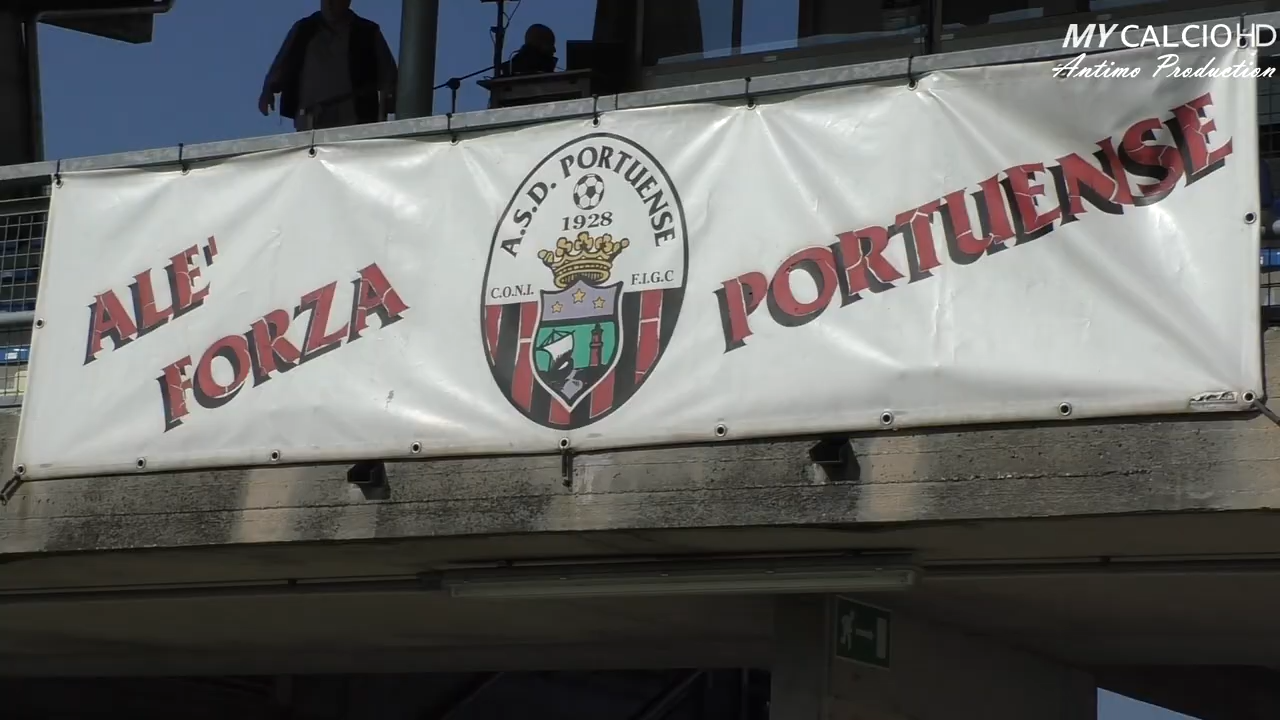 MYCALCIOHD
Antimo Production
ALE'
FORZA
A.S.D. PORTUENSE
1928
C.O.N.I. F.I.G.C
PORTUENSE